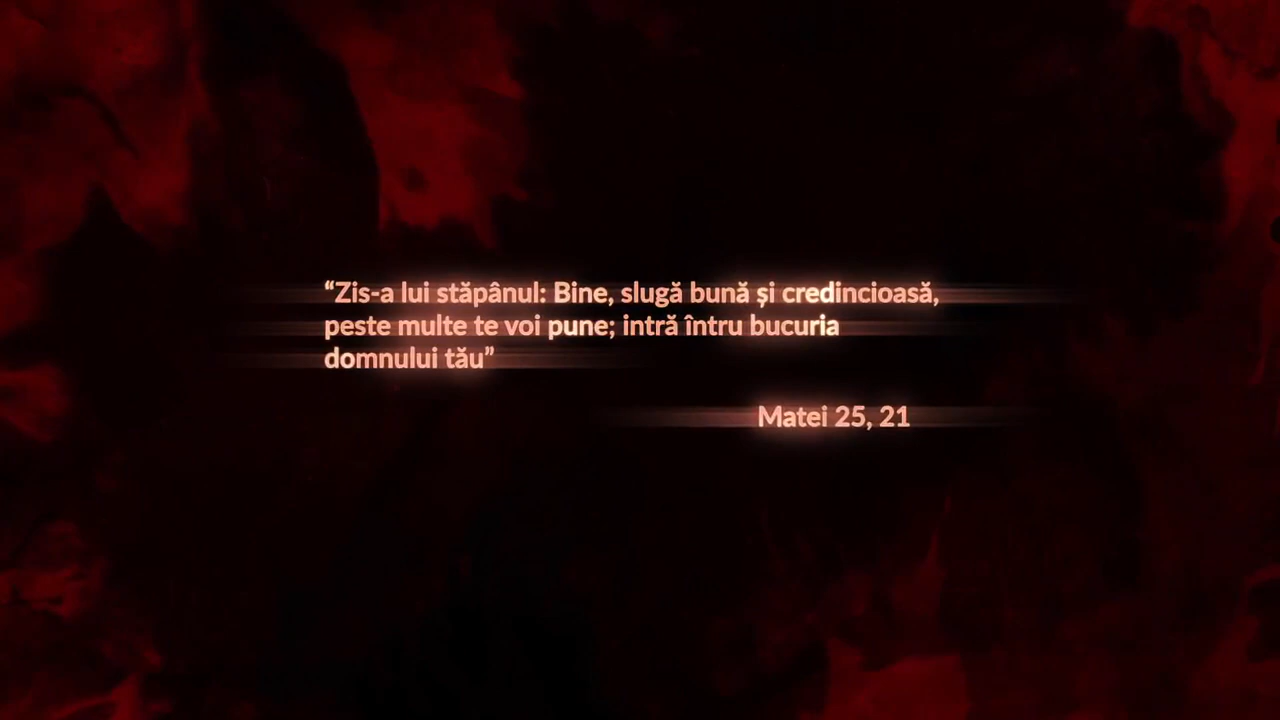 “Zis-a lui stăpânul: Bine, slugă bună și credincioasă,
peste multe te voi pune; intră întru bucuria
domnului tău”
Matei 25, 21